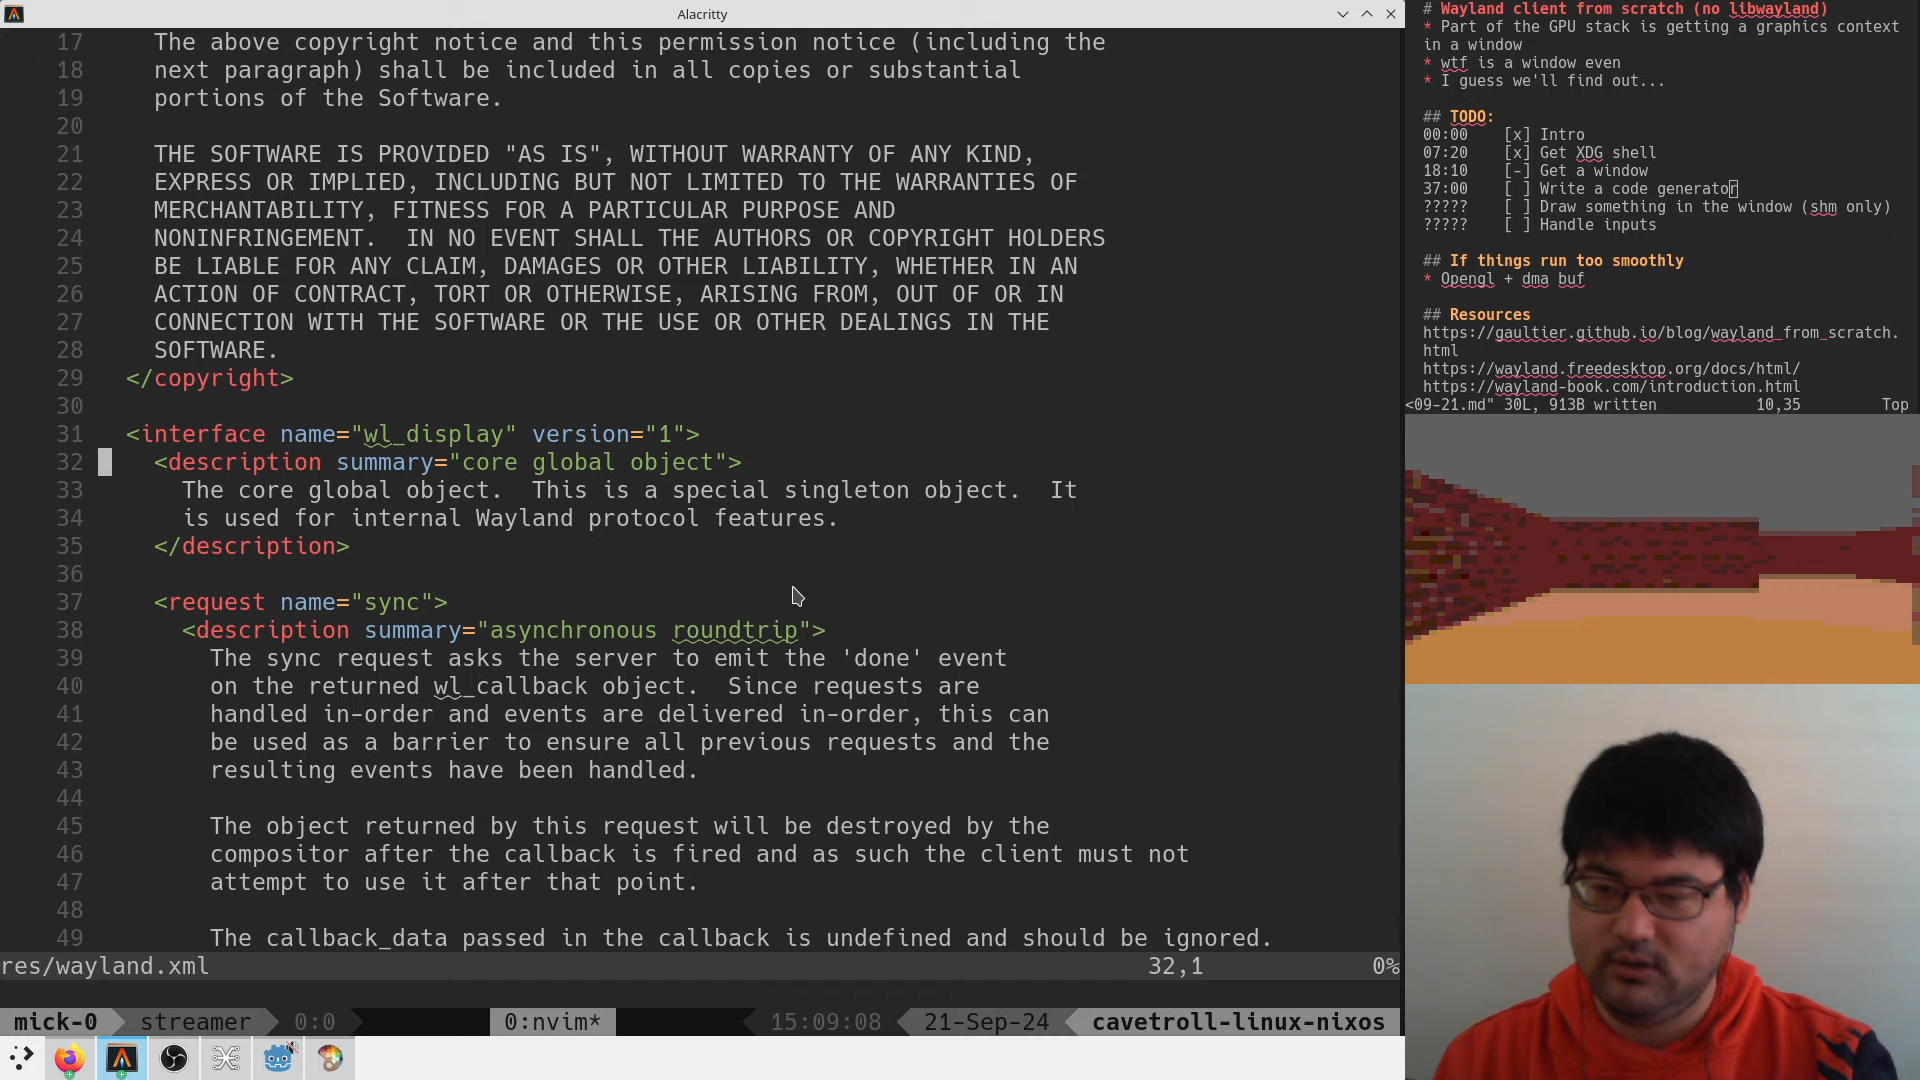 Alacritty
17 The above copyright notice and this permission notice (including the
18 next paragraph) shall be included in all copies or substantial
19 portions of the Software.
20
21 THE SOFTWARE IS PROVIDED "AS IS", WITHOUT WARRANTY OF ANY KIND,
22 EXPRESS OR IMPLIED, INCLUDING BUT NOT LIMITED TO THE WARRANTIES OF
23 MERCHANTABILITY, FITNESS FOR A PARTICULAR PURPOSE AND
24 NONINFRINGEMENT.  IN NO EVENT SHALL THE AUTHORS OR COPYRIGHT HOLDERS
25 BE LIABLE FOR ANY CLAIM, DAMAGES OR OTHER LIABILITY, WHETHER IN AN
26 ACTION OF CONTRACT, TORT OR OTHERWISE, ARISING FROM, OUT OF OR IN
27 CONNECTION WITH THE SOFTWARE OR THE USE OR OTHER DEALINGS IN THE
28 SOFTWARE.
29 </copyright>
30
31 <interface name="wl_display" version="1">
32 <description summary="core global object">
33 The core global object.  This is a special singleton object.  It
34 is used for internal Wayland protocol features.
35 </description>
36
37 <request name="sync">
38 <description summary="asynchronous roundtrip">
39 The sync request asks the server to emit the 'done' event
40 on the returned wl_callback object.  Since requests are
41 handled in-order and events are delivered in-order, this can
42 be used as a barrier to ensure all previous requests and the
43 resulting events have been handled.
44
45 The object returned by this request will be destroyed by the
46 compositor after the callback is fired and as such the client must not
47 attempt to use it after that point.
48
49 The callback_data passed in the callback is undefined and should be ignored.
res/wayland.xml 32,1 0%
mick-0 streamer 0:0 0:nvim* 15:09:08 21-Sep-24 cavetroll-linux-nixos
# Wayland client from scratch (no libwayland)
* Part of the GPU stack is getting a graphics context
in a window
* wtf is a window even
* I guess we'll find out...
## TODO:
00:00 [x] Intro
07:20 [x] Get XDG shell
18:10 [-] Get a window
37:00 [ ] Write a code generator
????? [ ] Draw something in the window (shm only)
????? [ ] Handle inputs
## If things run too smoothly
* Opengl + dma buf
## Resources
https://gaultier.github.io/blog/wayland_from_scratch.
html
https://wayland.freedesktop.org/docs/html/
https://wayland-book.com/introduction.html
<09-21.md" 30L, 913B written 10,35 Top